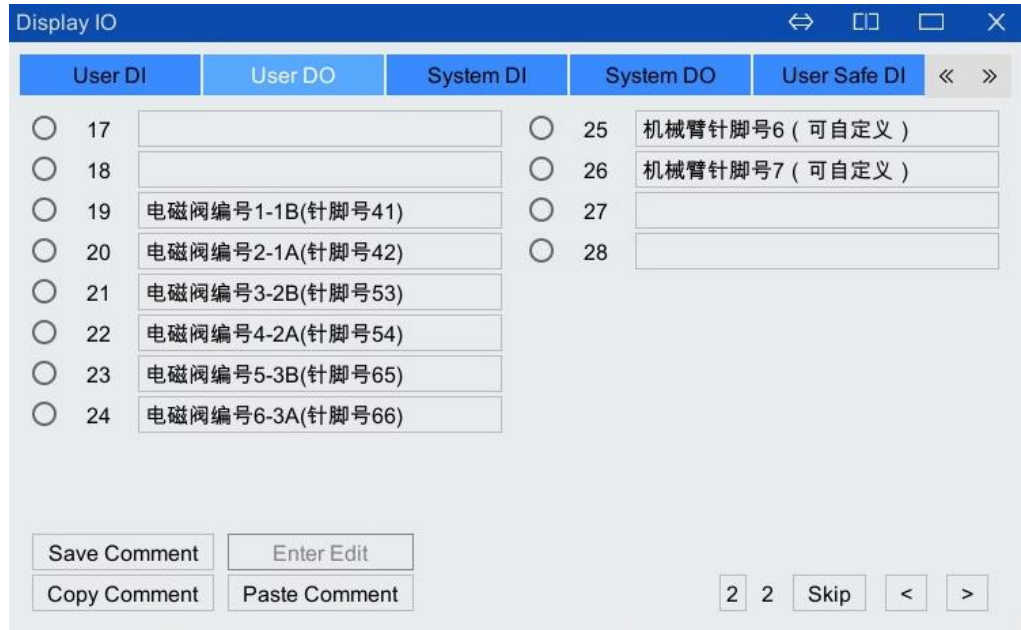 Display IO
User DI User DO System DI System DO User Safe DI « »
17
18
19 电磁阀编号1-1B(针脚号41)
20 电磁阀编号2-1A(针脚号42)
21 电磁阀编号3-2B(针脚号53)
22 电磁阀编号4-2A(针脚号54)
23 电磁阀编号5-3B(针脚号65)
24 电磁阀编号6-3A(针脚号66)
25 机械臂针脚号6（可自定义）
26 机械臂针脚号7（可自定义）
27
28
Save Comment Enter Edit
Copy Comment Paste Comment 2 2 Skip < >